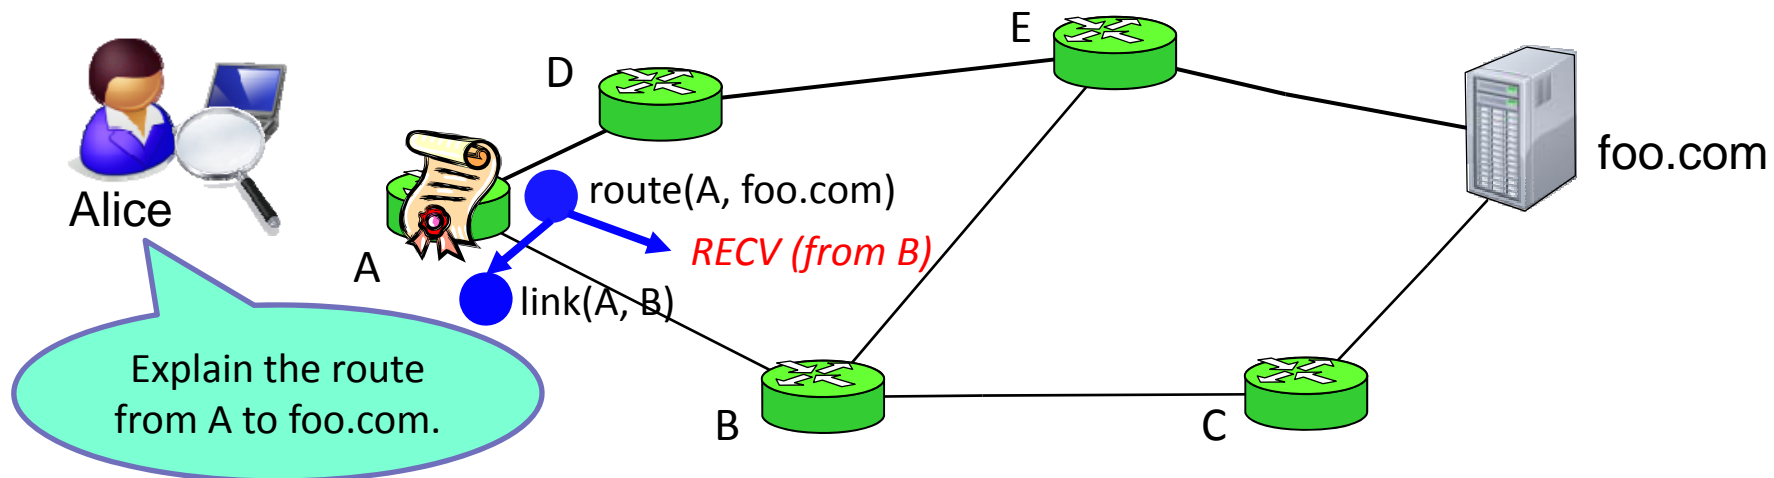 E
D
foo.com
Alice
route(A, foo.com)
RECV (from B)
A
link(A, B)
Explain the route
from A to foo.com.
B
C